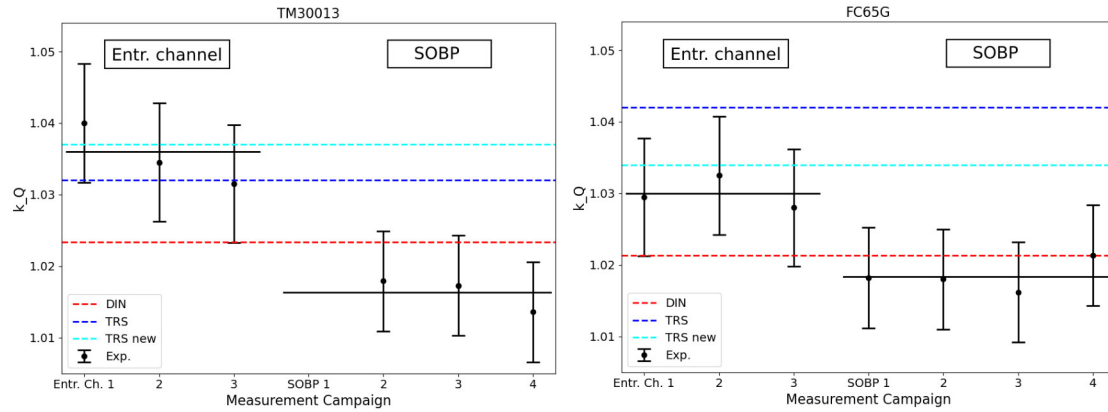 TM30013
Entr. channel
SOBP
1.05
1.04
1.03
1.02
1.01
k_Q
DIN
TRS
TRS new
Exp.
Entr. Ch. 1 2 3 SOBP 1 2 3 4
Measurement Campaign
FC65G
Entr. channel
SOBP
1.05
1.04
1.03
1.02
1.01
k_Q
DIN
TRS
TRS new
Exp.
Entr. Ch. 1 2 3 SOBP 1 2 3 4
Measurement Campaign